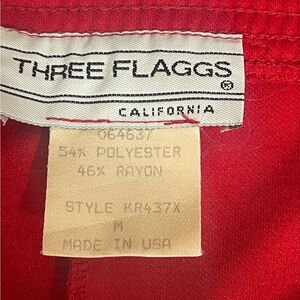 THREE FLAGGS
®
CALIFORNIA
064637
54% POLYESTER
46% RAYON
STYLE KR437X
M
MADE IN USA